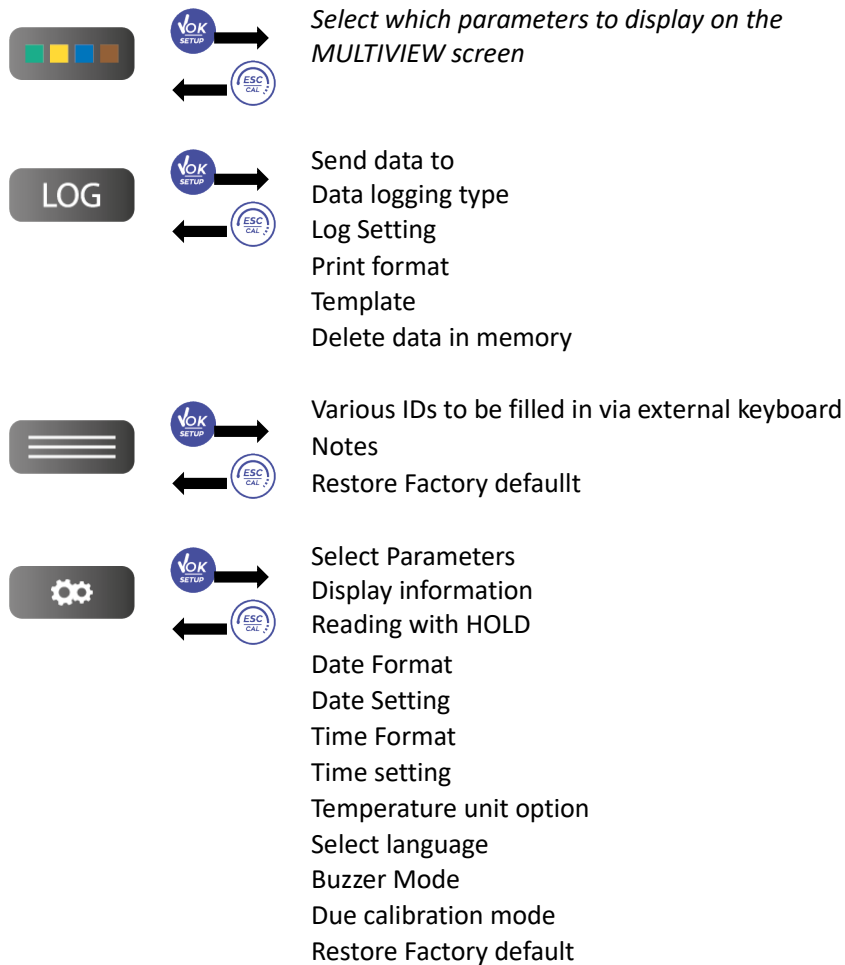 √OK
SETUP
Select which parameters to display on the
MULTIVIEW screen
ESC
CAL
LOG
√OK
SETUP
ESC
CAL
Send data to
Data logging type
Log Setting
Print format
Template
Delete data in memory
√OK
SETUP
ESC
CAL
Various IDs to be filled in via external keyboard
Notes
Restore Factory defaullt
√OK
SETUP
ESC
CAL
Select Parameters
Display information
Reading with HOLD
Date Format
Date Setting
Time Format
Time setting
Temperature unit option
Select language
Buzzer Mode
Due calibration mode
Restore Factory default